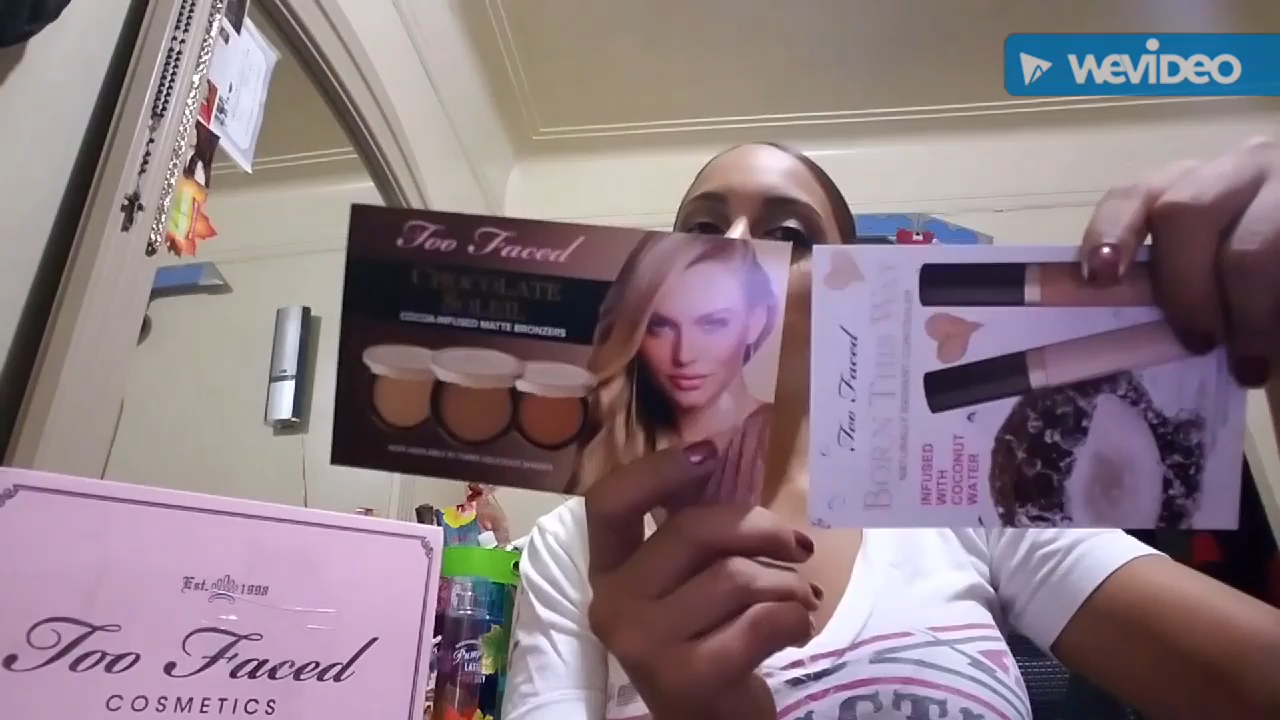 WEVIDEO
Too Faced
CHOCOLATE
SOLEIL
COCOA-INFUSED MATTE BRONZERS
Too Faced
BORN THIS WAY
INFUSED
WITH
COCONUT
WATER
Est. 1998
Too Faced
COSMETICS